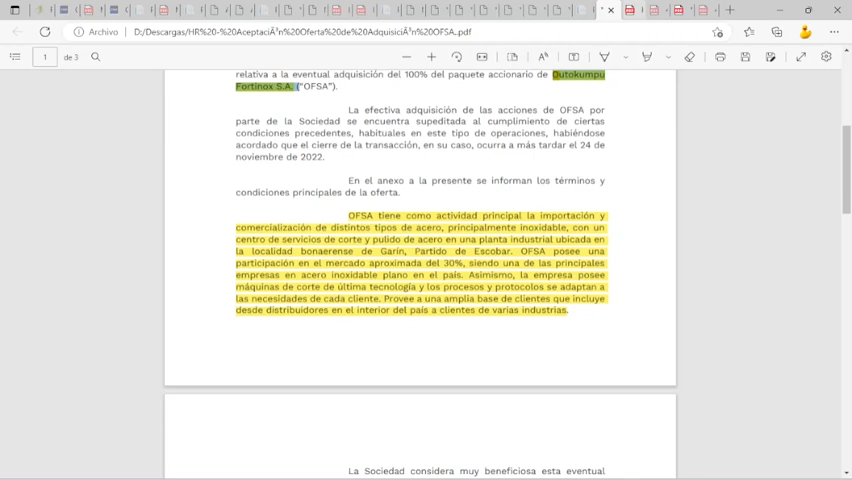 Archivo
D:/Descargas/HR%20-%20AceptaciÃ³n%20Oferta%20de%20AdquisiciÃ³n%20OFSA.pdf
1 de 3
relativa a la eventual adquisición del 100% del paquete accionario de Outokumpu
Fortinox S.A. ("OFSA").
La efectiva adquisición de las acciones de OFSA por
parte de la Sociedad se encuentra supeditada al cumplimiento de ciertas
condiciones precedentes, habituales en este tipo de operaciones, habiéndose
acordado que el cierre de la transacción, en su caso, ocurra a más tardar el 24 de
noviembre de 2022.
En el anexo a la presente se informan los términos y
condiciones principales de la oferta.
OFSA tiene como actividad principal la importación y
comercialización de distintos tipos de acero, principalmente inoxidable, con un
centro de servicios de corte y pulido de acero en una planta industrial ubicada en
la localidad bonaerense de Garín, Partido de Escobar. OFSA posee una
participación en el mercado aproximada del 30%, siendo una de las principales
empresas en acero inoxidable plano en el país. Asimismo, la empresa posee
máquinas de corte de última tecnología y los procesos y protocolos se adaptan a
las necesidades de cada cliente. Provee a una amplia base de clientes que incluye
desde distribuidores en el interior del país a clientes de varias industrias.
La Sociedad considera muy beneficiosa esta eventual